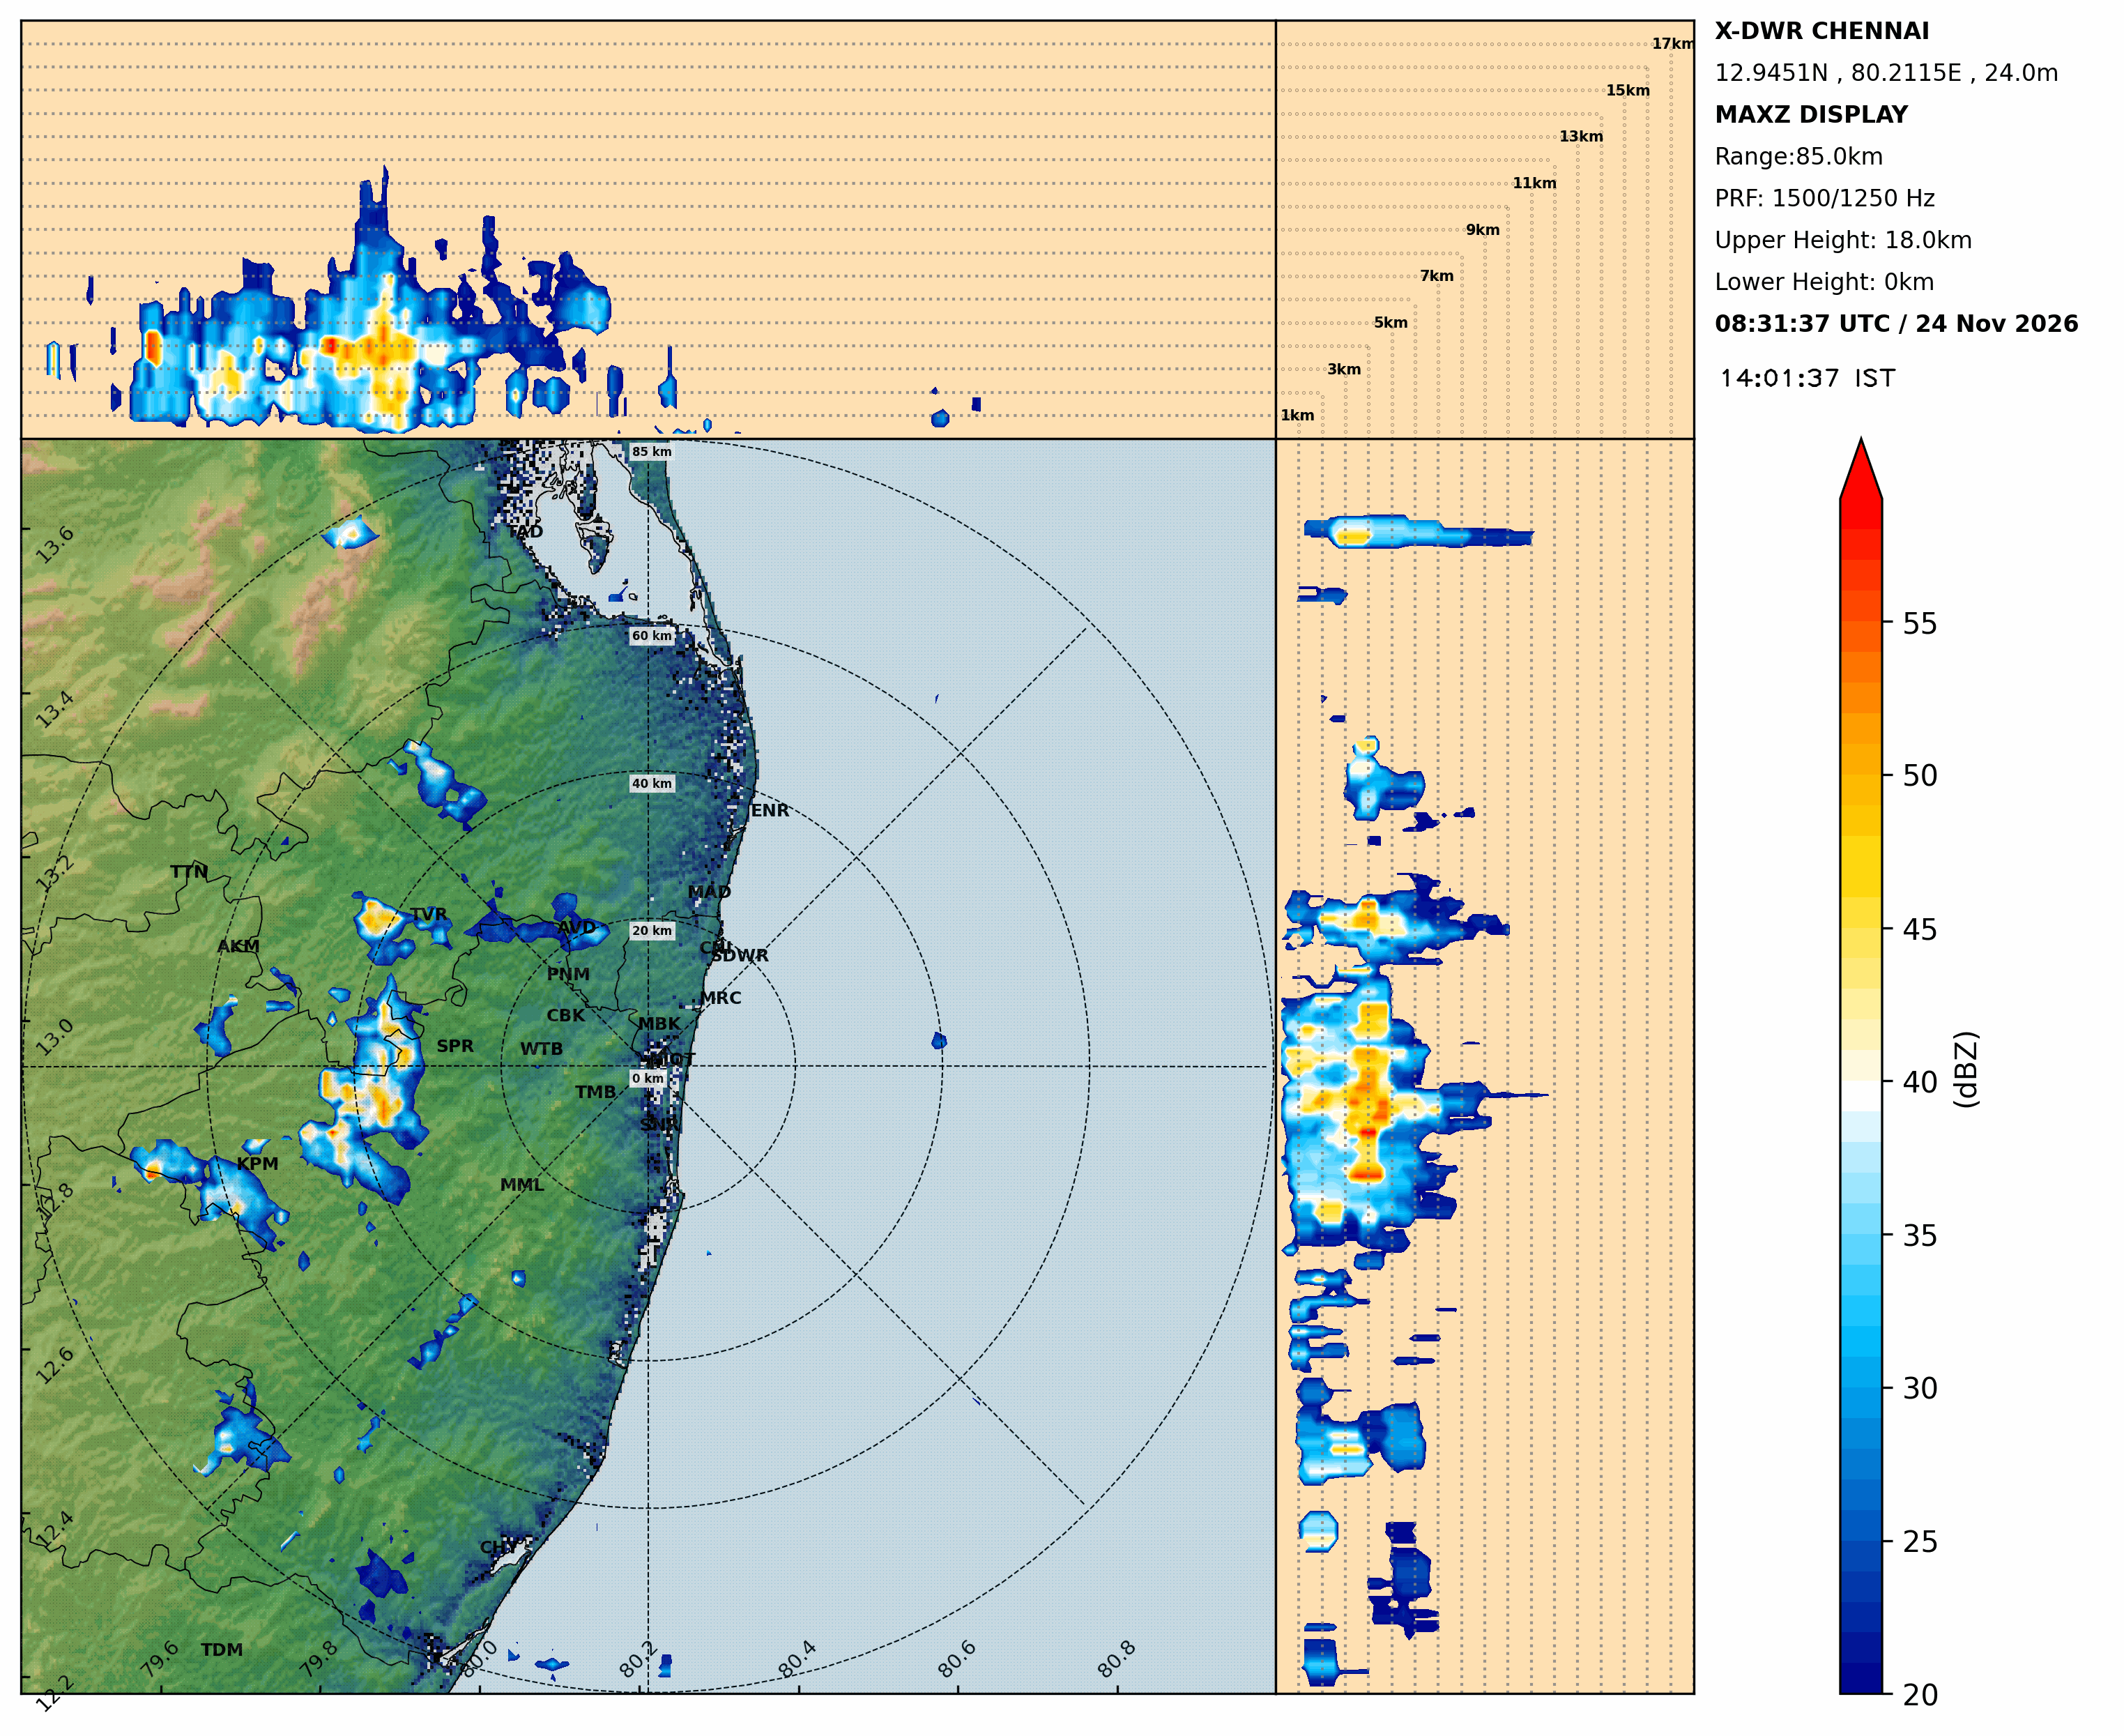 X-DWR CHENNAI
12.9451N , 80.2115E , 24.0m
MAXZ DISPLAY
Range:85.0km
PRF: 1500/1250 Hz
Upper Height: 18.0km
Lower Height: 0km
08:31:37 UTC / 24 Nov 2026
14:01:37 IST
17km
15km
13km
11km
9km
7km
5km
3km
1km
85 km
60 km
40 km
20 km
0 km
TAD
ENR
TTN
MAD
TVR
AVD
AKM
SDWR
PNM
MRC
CBK
MBK
SPR
WTB
TMB
SNR
KPM
MML
CHY
TDM
13.6
13.4
13.2
13.0
12.8
12.6
12.4
12.2
79.6
79.8
80.0
80.2
80.4
80.6
80.8
55
50
45
40
35
30
25
20
(dBZ)